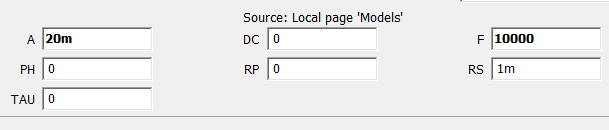 Source: Local page 'Models'
A 20m DC 0 F 10000
PH 0 RP 0 RS 1m
TAU 0